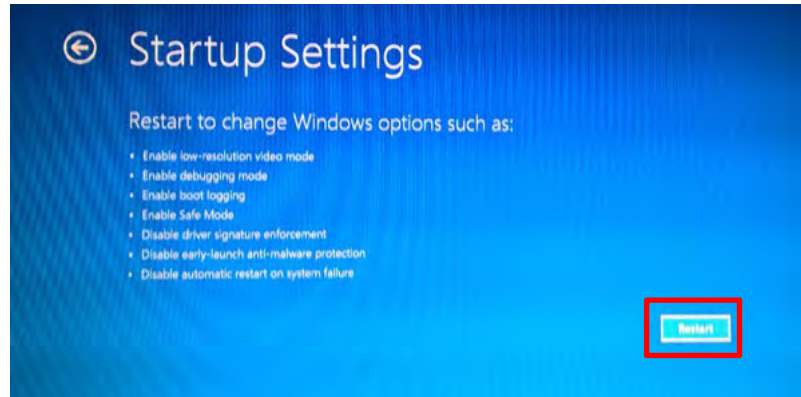 Startup Settings
Restart to change Windows options such as:
• Enable low-resolution video mode
• Enable debugging mode
• Enable boot logging
• Enable Safe Mode
• Disable driver signature enforcement
• Disable early-launch anti-malware protection
• Disable automatic restart on system failure
Restart